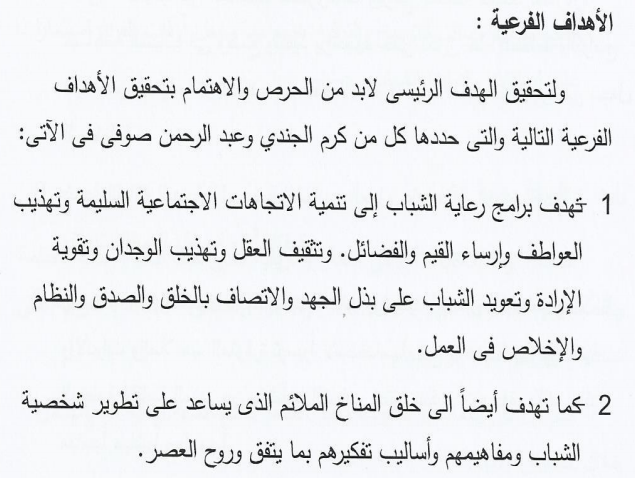 الأهداف الفرعية :
ولتحقيق الهدف الرئيسى لابد من الحرص والاهتمام بتحقيق الأهداف
الفرعية التالية والتى حددها كل من كرم الجندي وعبد الرحمن صوفى فى الآتى:
1 -تهدف برامج رعاية الشباب إلى تنمية الاتجاهات الاجتماعية السليمة وتهذيب
العواطف وإرساء القيم والفضائل. وتثقيف العقل وتهذيب الوجدان وتقوية
الإرادة وتعويد الشباب على بذل الجهد والاتصاف بالخلق والصدق والنظام
والإخلاص فى العمل.
2 -كما تهدف أيضاً الى خلق المناخ الملائم الذى يساعد على تطوير شخصية
الشباب ومفاهيمهم وأساليب تفكيرهم بما يتفق وروح العصر.